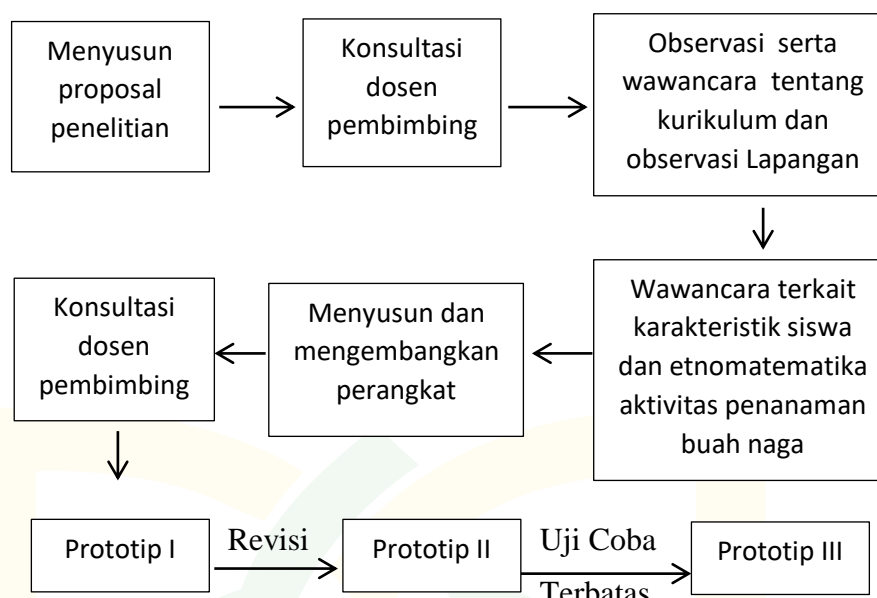 Menyusun
proposal
penelitian
Konsultasi
dosen
pembimbing
Observasi serta
wawancara tentang
kurikulum dan
observasi Lapangan
Wawancara terkait
karakteristik siswa
dan etnomatematika
aktivitas penanaman
buah naga
Menyusun dan
mengembangkan
perangkat
Konsultasi
dosen
pembimbing
Prototip I
Revisi
Prototip II
Uji Coba
Terbatas
Prototip III